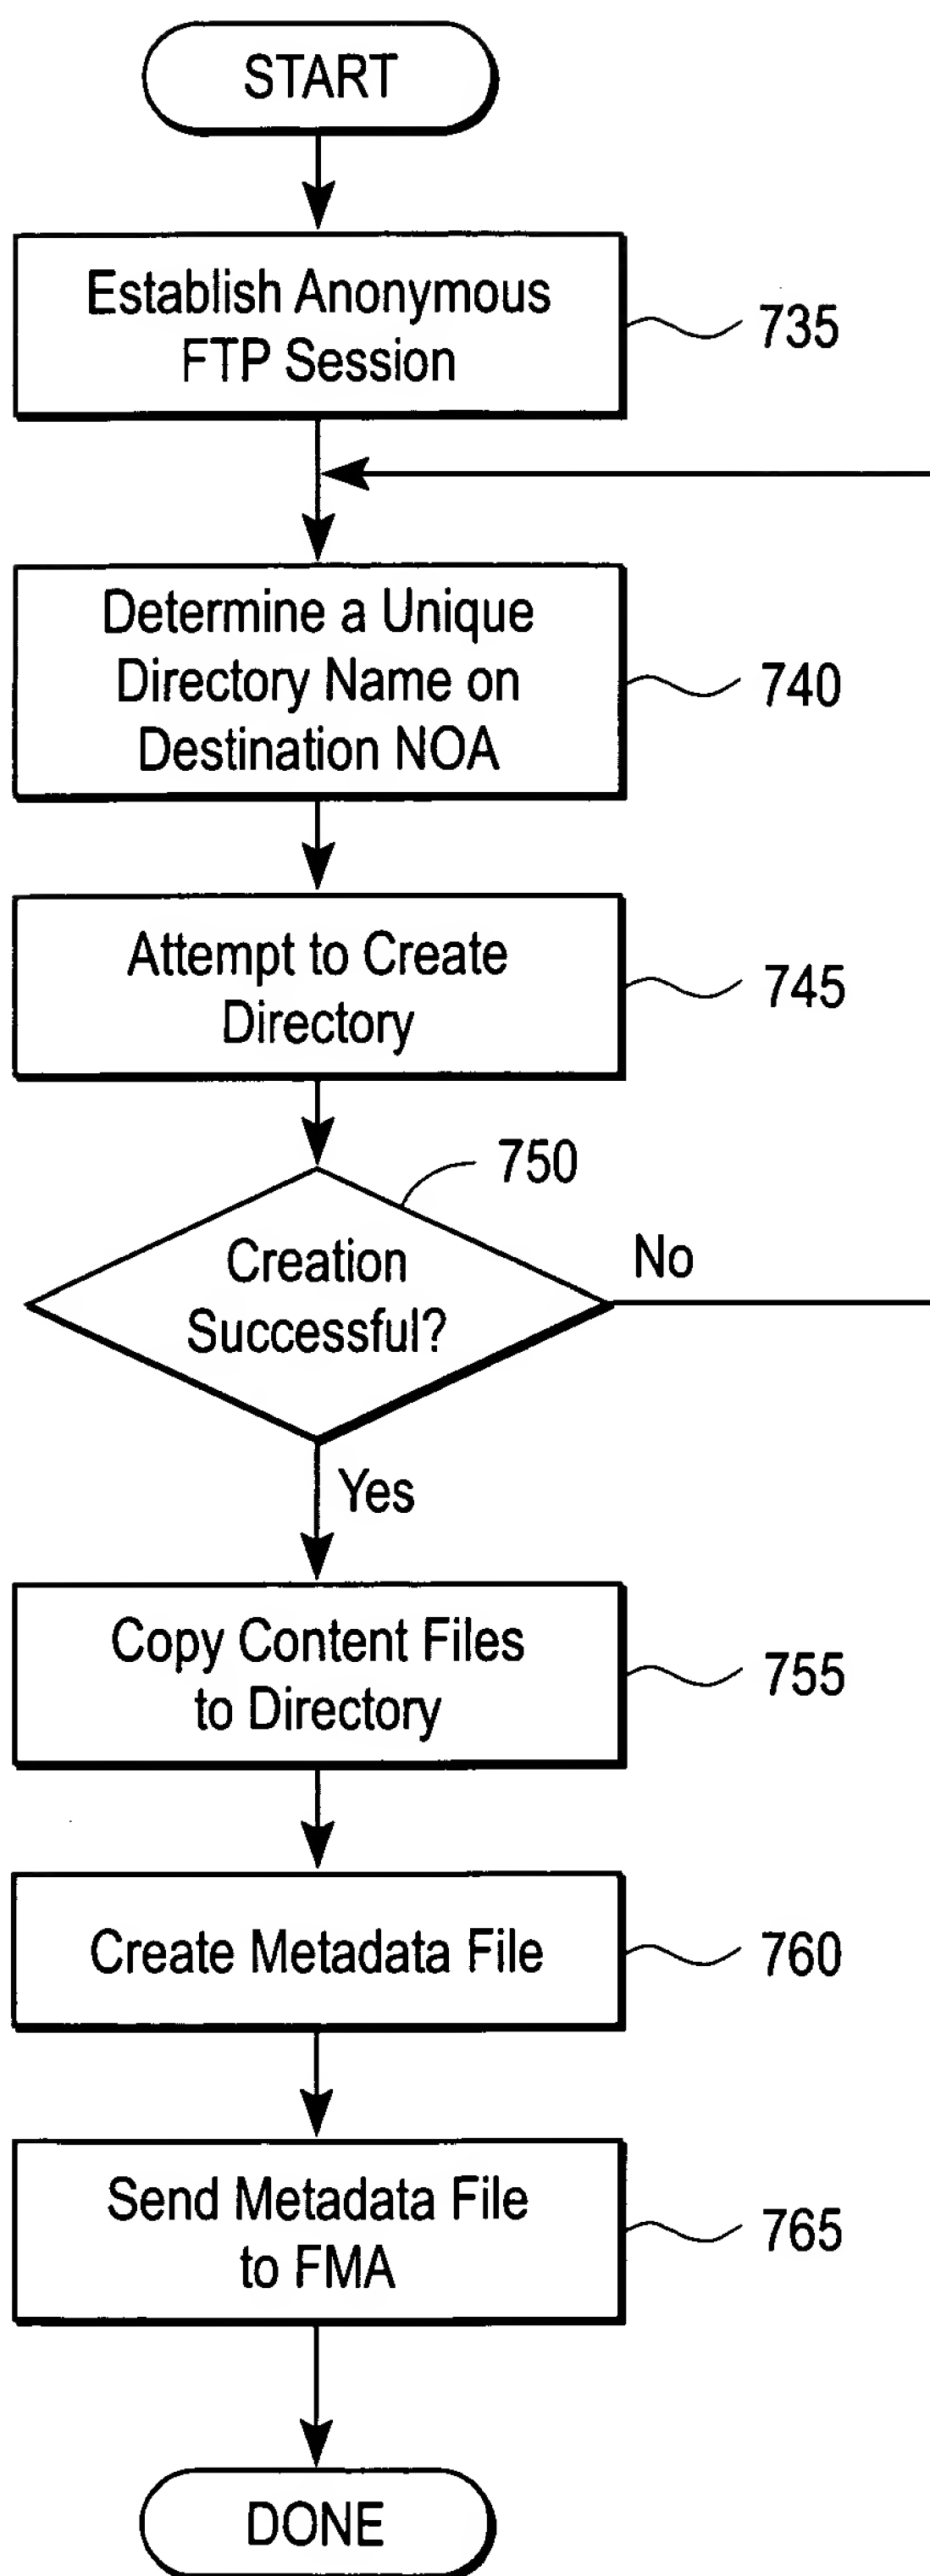 START
Establish Anonymous
FTP Session
735
Determine a Unique
Directory Name on
Destination NOA
740
Attempt to Create
Directory
745
750
Creation
Successful?
No
Yes
Copy Content Files
to Directory
755
Create Metadata File
760
Send Metadata File
to FMA
765
DONE